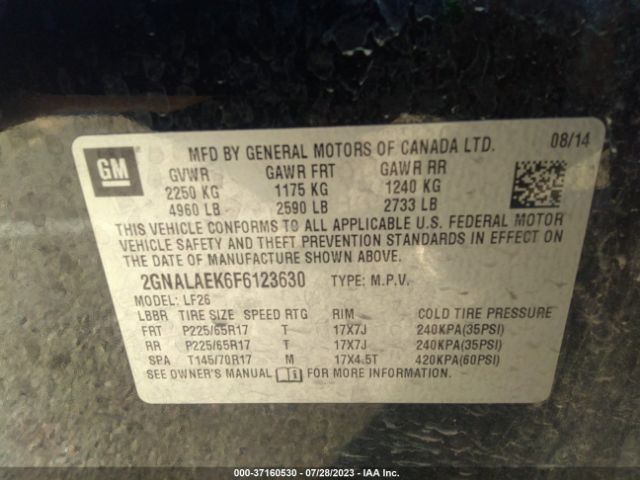 GM
MFD BY GENERAL MOTORS OF CANADA LTD. 08/14
GVWR GAWR FRT GAWR RR
2250 KG 1175 KG 1240 KG
4960 LB 2590 LB 2733 LB
THIS VEHICLE CONFORMS TO ALL APPLICABLE U.S. FEDERAL MOTOR
VEHICLE SAFETY AND THEFT PREVENTION STANDARDS IN EFFECT ON
THE DATE OF MANUFACTURE SHOWN ABOVE.
2GNALAEK6F6123630 TYPE: M.P.V.
MODEL: LF26
LBBR TIRE SIZE SPEED RTG RIM COLD TIRE PRESSURE
FRT P225/65R17 T 17X7J 240KPA(35PSI)
RR P225/65R17 T 17X7J 240KPA(35PSI)
SPA T145/70R17 M 17X4.5T 420KPA(60PSI)
SEE OWNER'S MANUAL FOR MORE INFORMATION.
000-37160530 - 07/28/2023 - IAA Inc.